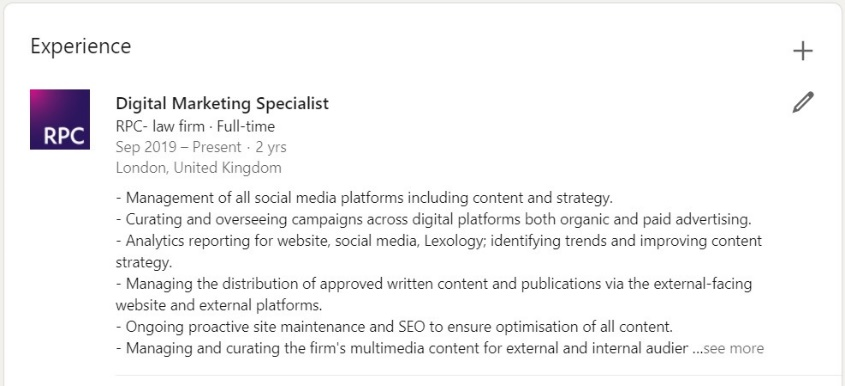 Experience
RPC
Digital Marketing Specialist
RPC- law firm · Full-time
Sep 2019 – Present · 2 yrs
London, United Kingdom
- Management of all social media platforms including content and strategy.
- Curating and overseeing campaigns across digital platforms both organic and paid advertising.
- Analytics reporting for website, social media, Lexology; identifying trends and improving content
strategy.
- Managing the distribution of approved written content and publications via the external-facing
website and external platforms.
- Ongoing proactive site maintenance and SEO to ensure optimisation of all content.
- Managing and curating the firm's multimedia content for external and internal audier ...see more